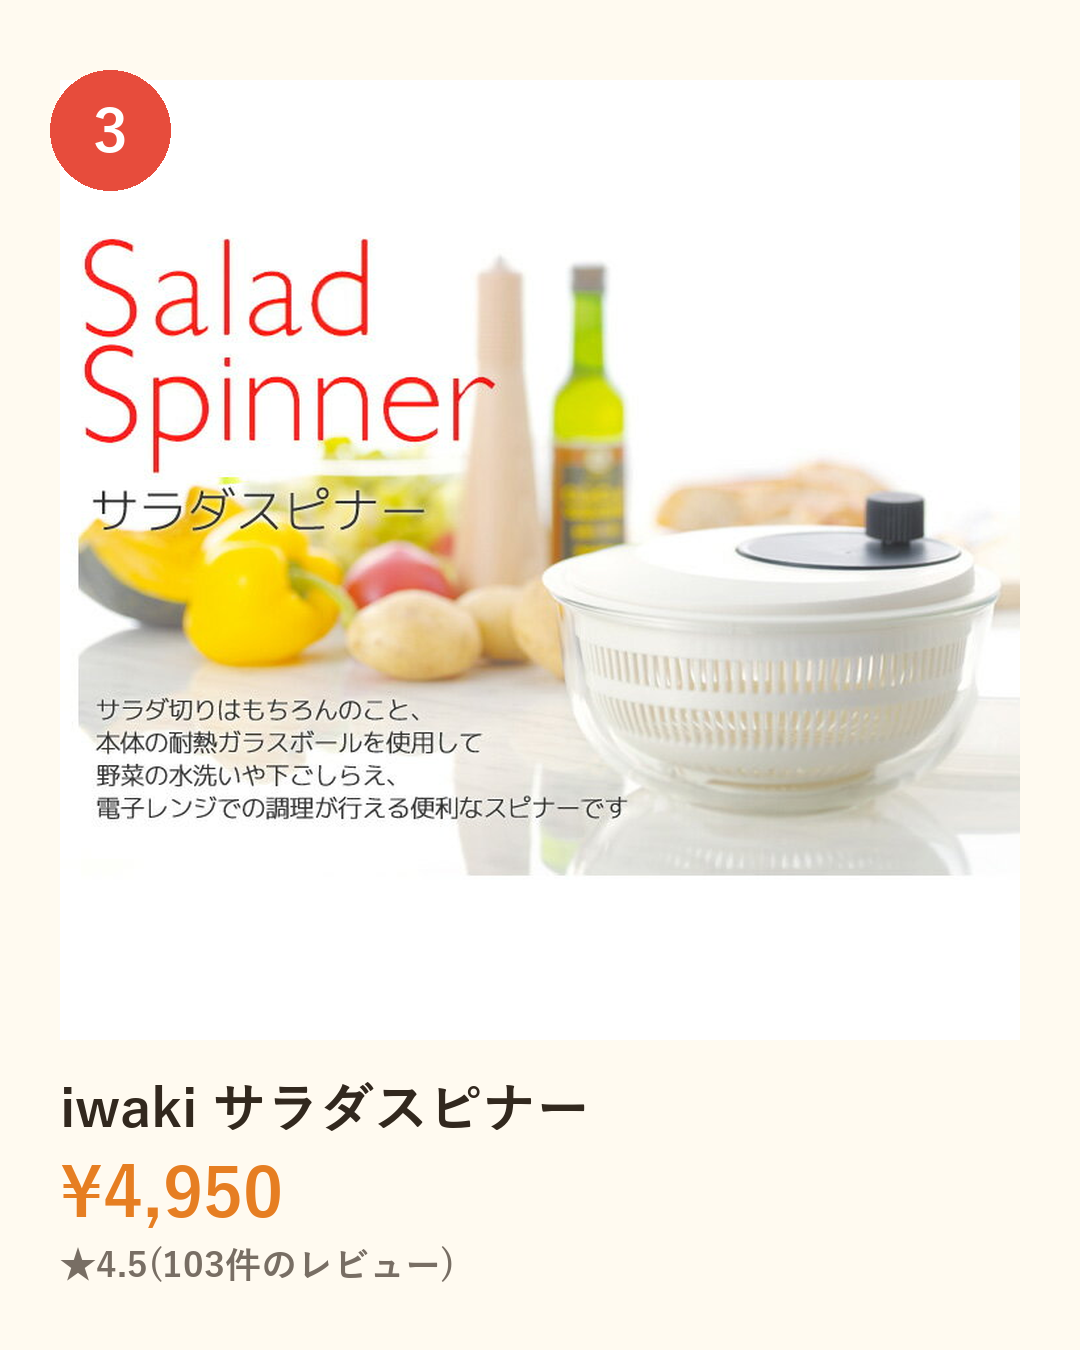 3
Salad
Spinner
サラダスピナー
サラダ切りはもちろんのこと、
本体の耐熱ガラスボールを使用して
野菜の水洗いや下ごしらえ、
電子レンジでの調理が行える便利なスピナーです
iwaki サラダスピナー
¥4,950
★4.5(103件のレビュー)